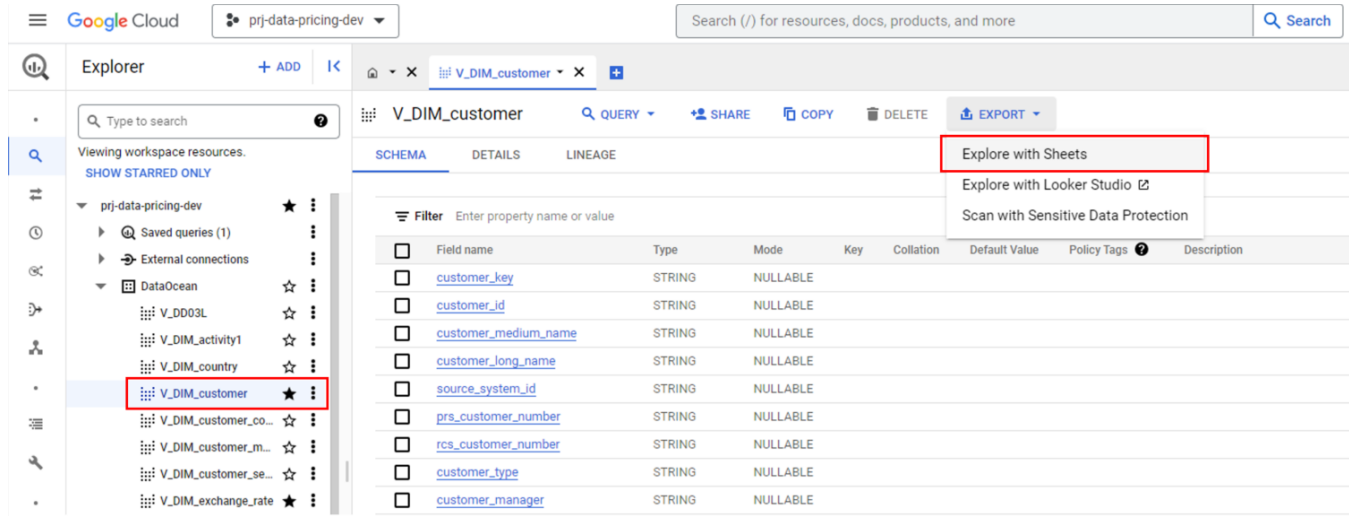 Google Cloud
prj-data-pricing-dev
Search (/) for resources, docs, products, and more
Search
Explorer
+ ADD
V_DIM_customer
Type to search
Viewing workspace resources.
SHOW STARRED ONLY
prj-data-pricing-dev
Saved queries (1)
External connections
DataOcean
V_DD03L
V_DIM_activity1
V_DIM_country
V_DIM_customer
V_DIM_customer_co...
V_DIM_customer_m...
V_DIM_customer_se...
V_DIM_exchange_rate
V_DIM_customer
QUERY
SHARE
COPY
DELETE
EXPORT
SCHEMA DETAILS LINEAGE
Explore with Sheets
Explore with Looker Studio
Scan with Sensitive Data Protection
Filter Enter property name or value
Field name Type Mode Key Collation Default Value Policy Tags Description
customer_key STRING NULLABLE
customer_id STRING NULLABLE
customer_medium_name STRING NULLABLE
customer_long_name STRING NULLABLE
source_system_id STRING NULLABLE
prs_customer_number STRING NULLABLE
rcs_customer_number STRING NULLABLE
customer_type STRING NULLABLE
customer_manager STRING NULLABLE